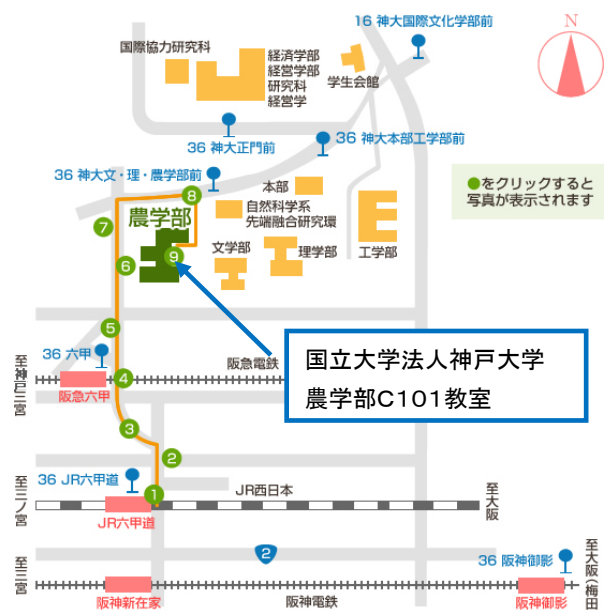 16 神大国際文化学部前
N
国際協力研究科
経済学部
経営学部
研究科
経営学
学生会館
36 神大正門前
36 神大本部工学部前
36 神大文・理・農学部前
●をクリックすると
写真が表示されます
本部
8
農学部
自然科学系
先端融合研究環
7
文学部
理学部
工学部
9
6
5
国立大学法人神戸大学
農学部C101教室
36 六甲
阪急電鉄
至神戸三宮
4
阪急六甲
3
2
36 JR六甲道
JR西日本
1
至三ノ宮
至大阪
JR六甲道
2
36 阪神御影
至三宮
至大阪(梅田)
阪神新在家
阪神電鉄
阪神御影